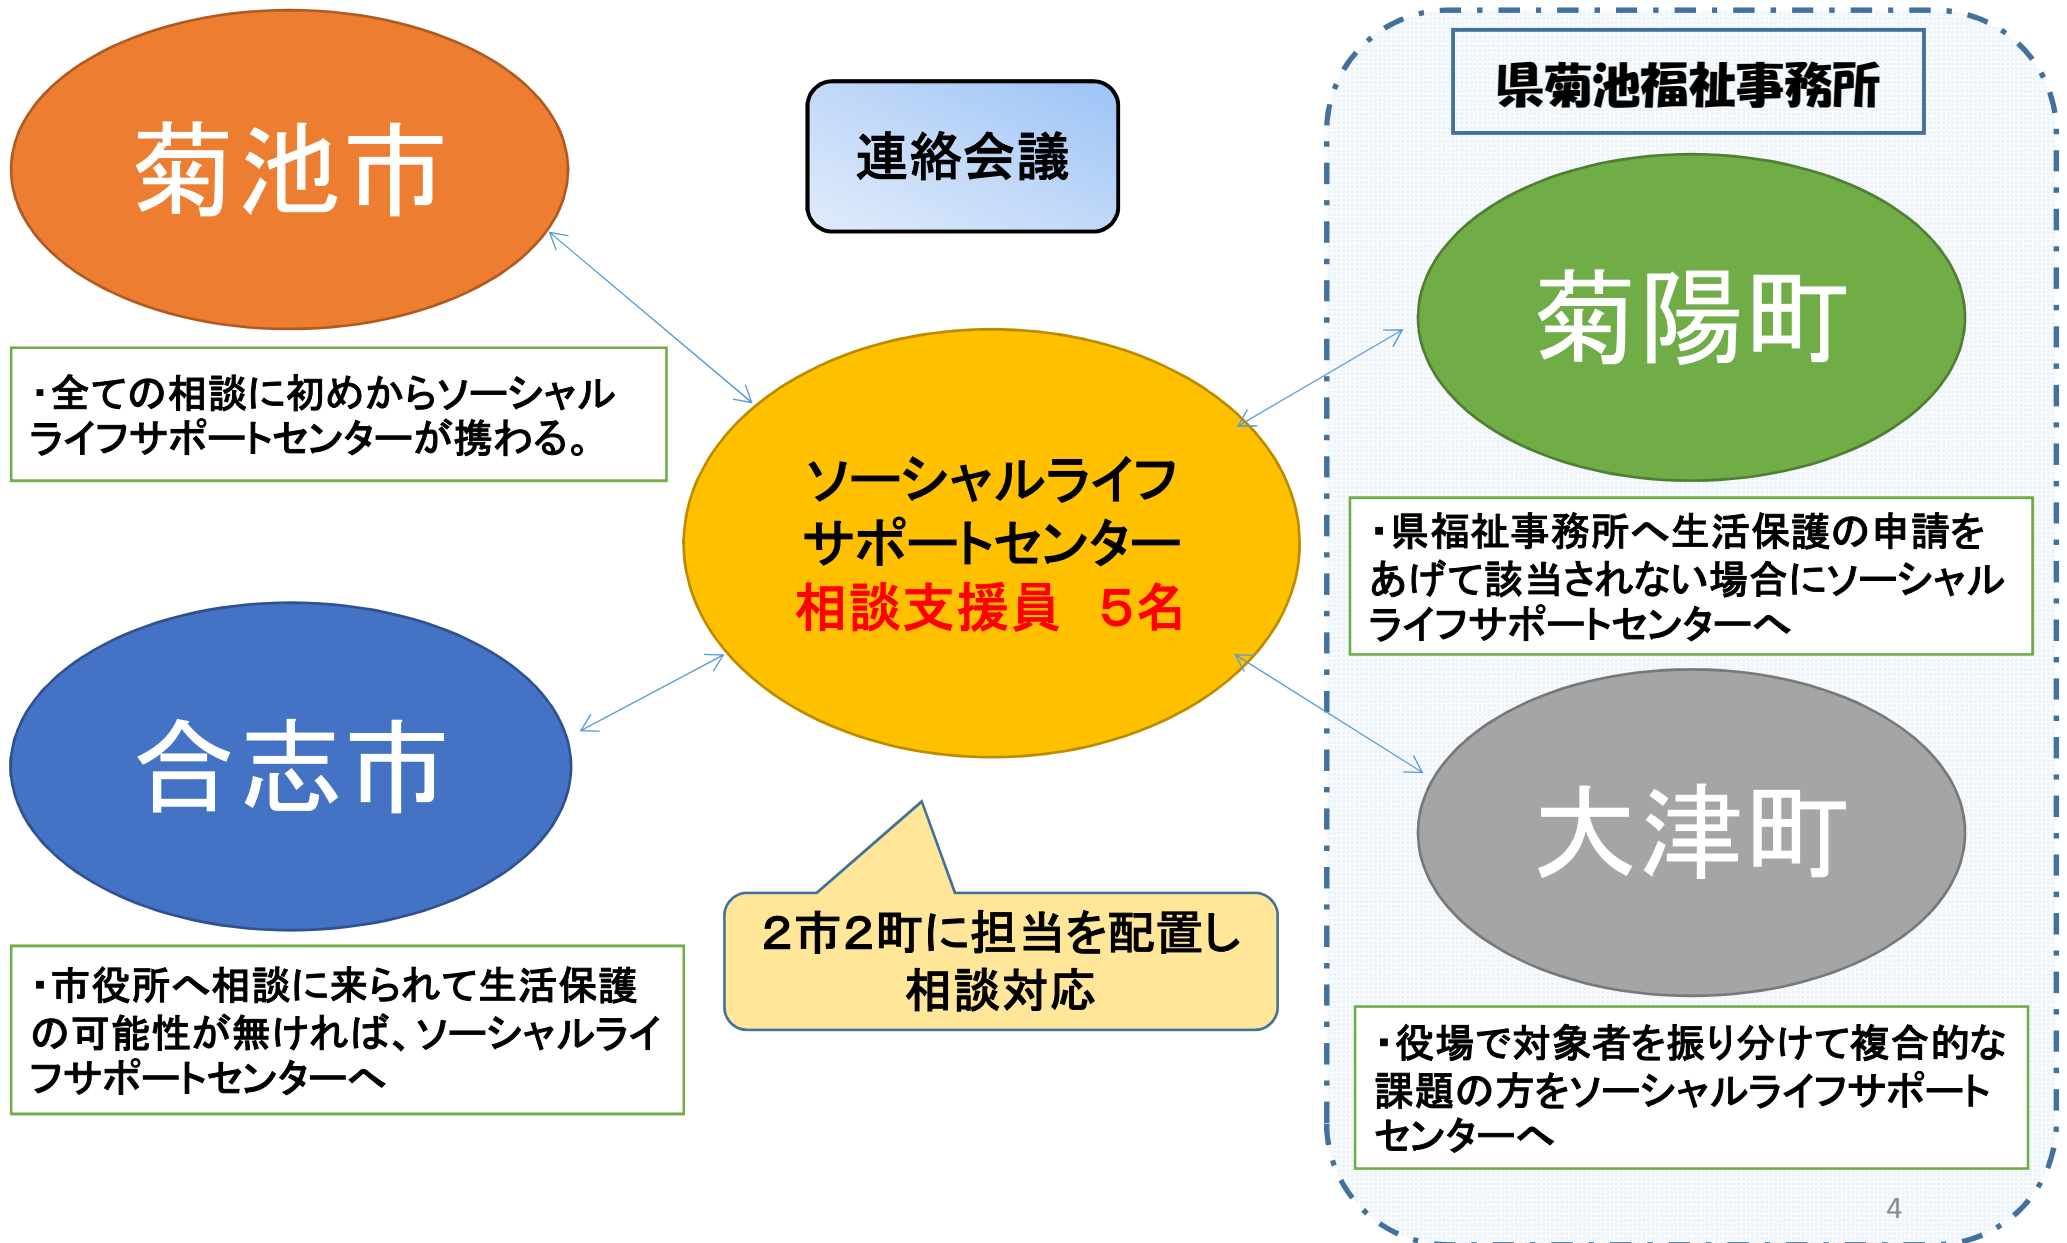 菊池市
・全ての相談に初めからソーシャル
ライフサポートセンターが携わる。
合志市
・市役所へ相談に来られて生活保護
の可能性が無ければ、ソーシャルライ
フサポートセンターへ
連絡会議
ソーシャルライフ
サポートセンター
相談支援員　5名
2市2町に担当を配置し
相談対応
県菊池福祉事務所
菊陽町
・県福祉事務所へ生活保護の申請を
あげて該当されない場合にソーシャル
ライフサポートセンターへ
大津町
・役場で対象者を振り分けて複合的な
課題の方をソーシャルライフサポート
センターへ
4